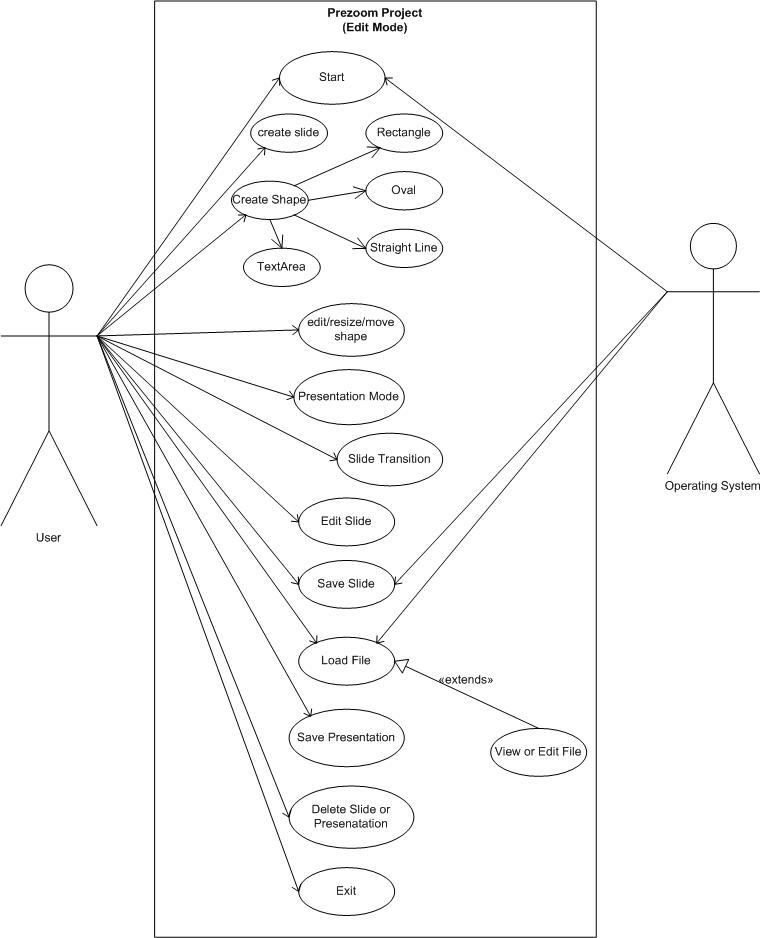 Prezoom Project
(Edit Mode)
Start
create slide
Rectangle
Create Shape
Oval
Straight Line
TextArea
edit/resize/move
shape
Presentation Mode
Slide Transition
Operating System
Edit Slide
User
Save Slide
Load File
«extends»
Save Presentation
View or Edit File
Delete Slide or
Presenatation
Exit